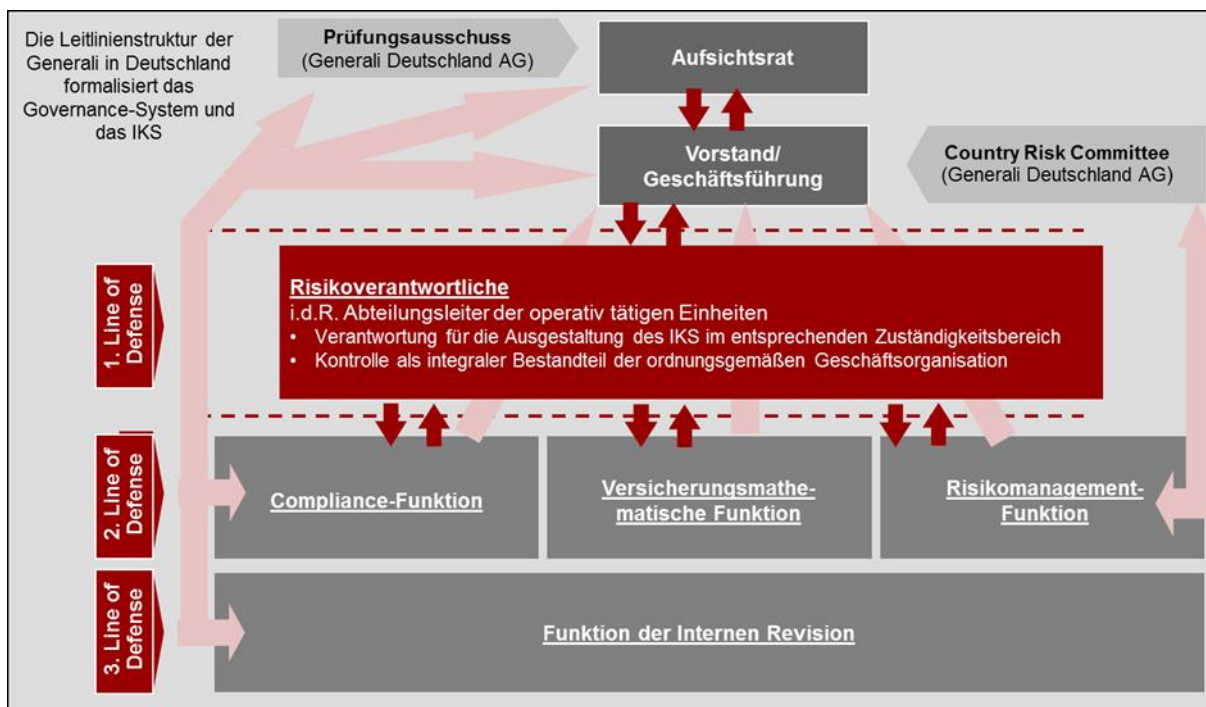 Die Leitlinienstruktur der
Generali in Deutschland
formalisiert das
Governance-System und
das IKS
Prüfungsausschuss
(Generali Deutschland AG)
Aufsichtsrat
Vorstand/
Geschäftsführung
Country Risk Committee
(Generali Deutschland AG)
1. Line of
Defense
Risikoverantwortliche
i.d.R. Abteilungsleiter der operativ tätigen Einheiten
• Verantwortung für die Ausgestaltung des IKS im entsprechenden Zuständigkeitsbereich
• Kontrolle als integraler Bestandteil der ordnungsgemäßen Geschäftsorganisation
2. Line of
Defense
Compliance-Funktion
Versicherungsmathe-
matische Funktion
Risikomanagement-
Funktion
3. Line of
Defense
Funktion der Internen Revision